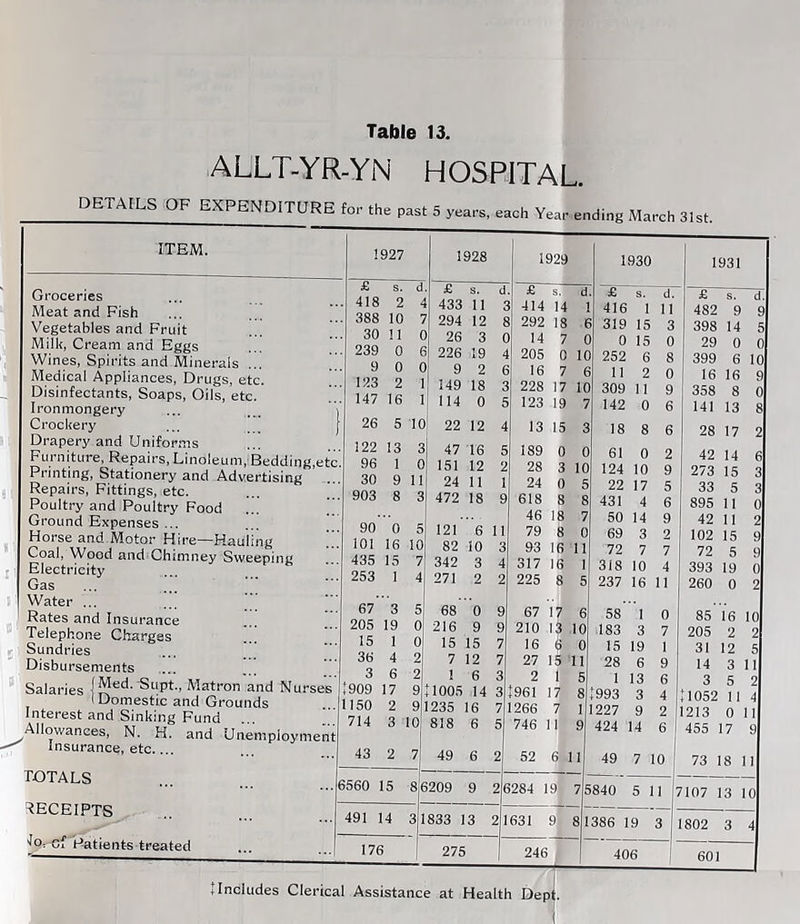 Table 13.
ALLT-YR-YN HOSPITAL.
DETAILS OF EXPENDITURE for the past 5 years, each Year ending March 31st.
ITEM. 1927 1928 1929 1930 1931
£ s. d. £ s. d. £ s. d. £ s. d. £ s. d.
Groceries ... ... ... 418 2 4 433 11 3 414 14 1 416 1 11 482 9 9
Meat and Fish ... ... ... 388 10 7 294 12 8 292 18 6 319 15 3 398 14 5
Vegetables and Fruit ... ... 30 11 0 26 3 0 14 7 0 0 15 0 29 0 0
Milk, Cream and Eggs ... ... 239 0 6 226 19 4 205 0 10 252 6 8 399 6 10
Wines, Spirits and Minerals ... ... 9 0 0 9 2 6 16 7 6 11 2 0 16 16 9
Medical Appliances, Drugs, etc. ... 123 2 1 149 18 3 228 17 10 309 11 9 358 8 0
Disinfectants, Soaps, Oils, etc. ... 147 16 1 114 0 5 123 19 7 142 0 6 141 13 8
Ironmongery ... ... }
Crockery ... ... } 26 5 10 22 12 4 13 15 3 18 8 6 28 17 2
Drapery and Uniforms ... ... 122 13 3 47 16 5 189 0 0 61 0 2 42 14 6
Furniture, Repairs, Linoleum, Bedding, etc. 96 1 0 151 12 2 28 3 10 124 10 9 273 15 3
Printing, Stationery and Advertising ... 30 9 11 24 11 1 24 0 5 22 17 5 33 5 3
Repairs, Fittings, etc. ... ... 903 8 3 472 18 9 618 8 8 431 4 6 895 11 0
Poultry and Poultry Food ... ... ... ... 46 18 7 50 14 9 42 11 2
Ground Expenses ... ... ... 90 0 5 121 6 11 79 8 0 69 3 2 102 15 9
Horse and Motor Hire—Hauling ... 101 16 10 82 10 3 93 16 11 72 7 7 72 5 9
Coal, Wood and Chimney Sweeping ... 435 15 7 342 3 4 317 16 1 318 10 4 393 19 0
Electricity ... ... ... 253 1 4 271 2 2 225 8 5 237 16 11 260 0 2
Gas ... ... ... ... ... ... ... ... ...
Water ... ... ... ... 67 3 5 68 0 9 67 17 6 58 1 0 85 16 10
Rates and Insurance ... ... 205 19 0 216 9 9 210 13 10 183 3 7 205 2 2
Telephone Charges ... ... 15 1 0 15 15 7 16 6 0 15 19 1 31 12 5
Sundries ... ... ... 36 4 2 7 12 7 27 15 11 28 6 9 14 3 11
Disbursements ... ... ... 3 6 2 1 6 3 2 1 5 1 13 6 3 5 2
Salaries { Med. Supt., Matron and Nurses ‡909 17 9 ‡1005 14 3 ‡961 17 8 ‡993 3 4 ‡1052 11 4
{ Domestic and Grounds ... 1150 2 9 1235 16 7 1266 7 1 1227 9 2 1213 0 11
Interest and Sinking Fund ... ... 714 3 10 818 6 5 746 11 9 424 14 6 455 17 9
Allowances, N. H. and Unemployment
Insurance, etc.... ... ... 43 2 7 49 6 2 52 6 11 49 7 10 73 18 11
TOTALS ... ... ... 6560 15 8 6209 9 2 6284 19 7 5840 5 11 7107 13 10
RECEIPTS .. ... ... 491 14 3 1833 13 2 1631 9 8 1386 19 3 1802 3 4
No. of Patients treated ... ... 176 275 246 406 601
‡Includes Clerical Assistance at Health Dept.